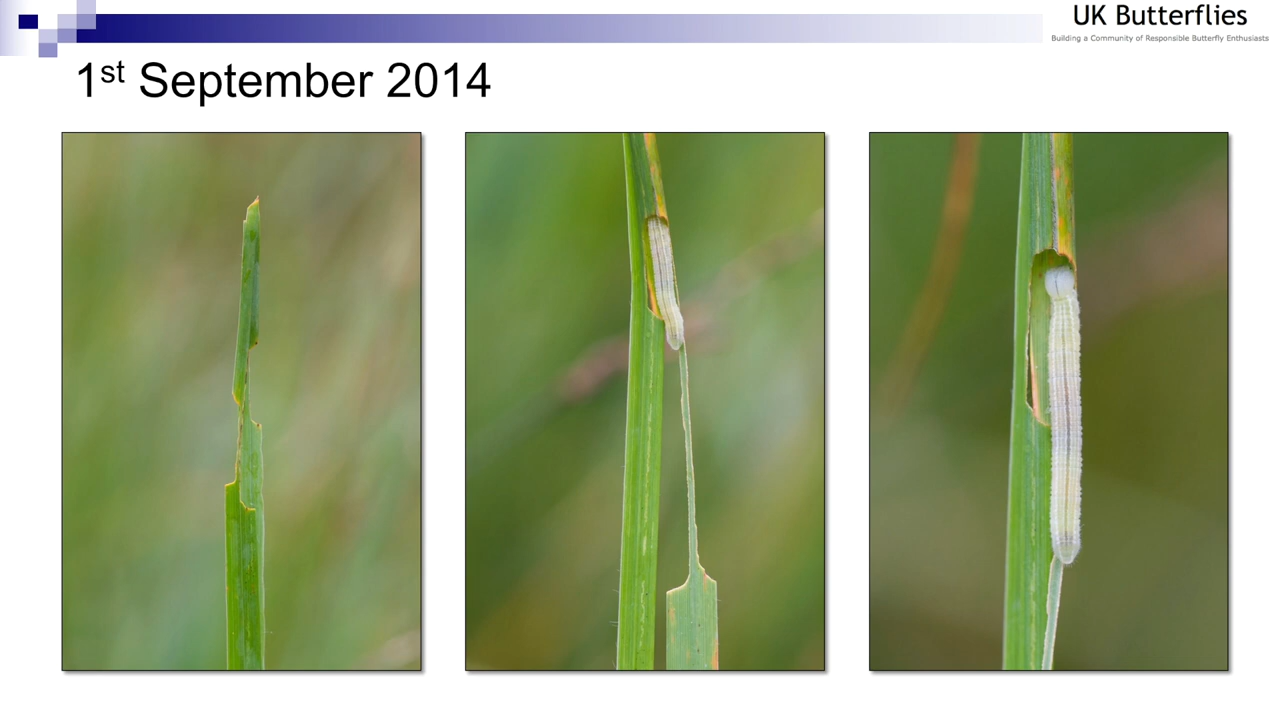 UK Butterflies
Building a Community of Responsible Butterfly Enthusiasts
1st September 2014